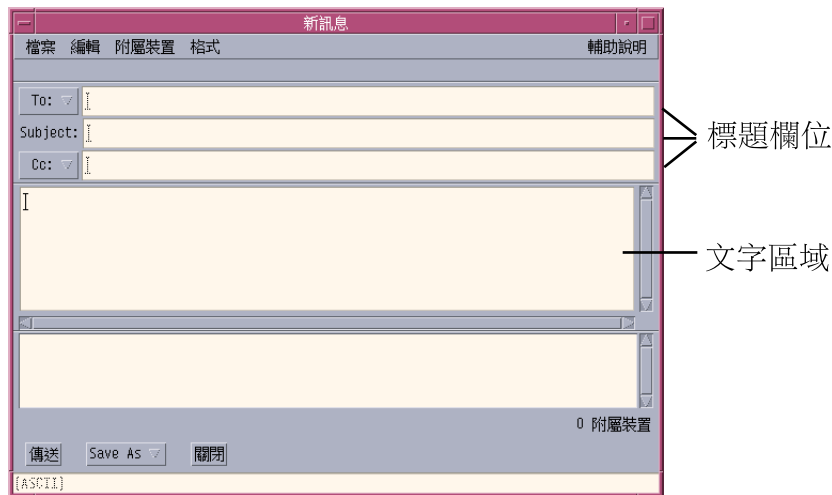 新訊息
檔案 編輯 附屬裝置 格式 輔助說明
To:
Subject:
Cc:
標題欄位
文字區域
0 附屬裝置
傳送 Save As 關閉
[ASCII]